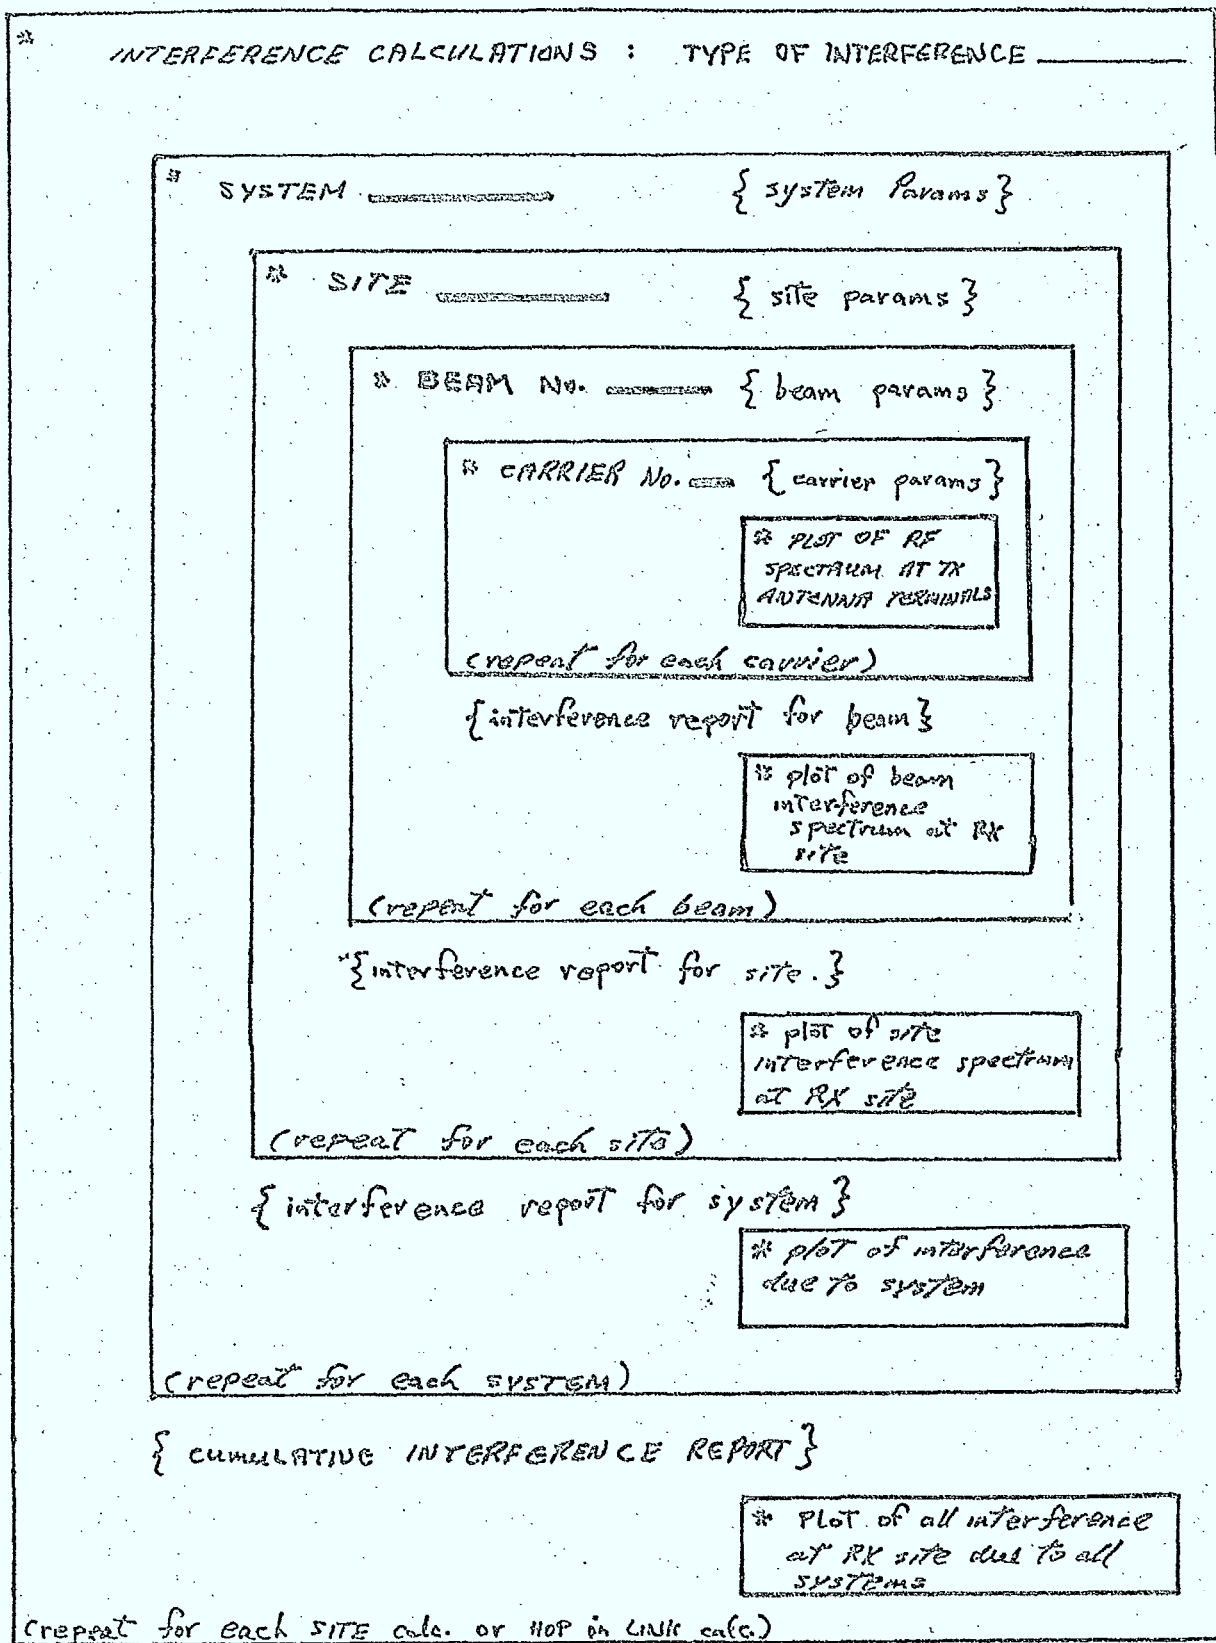 * INTERFERENCE CALCULATIONS : TYPE OF INTERFERENCE
* SYSTEM { system Params }
* SITE { site params }
* BEAM No. { beam params }
* CARRIER No. { carrier params }
* PLOT OF RF
SPECTRUM AT TX
ANTENNA TERMINALS
(repeat for each carrier)
{ interference report for beam }
* plot of beam
interference
spectrum at RX
site
(repeat for each beam)
*{ interference report for site. }
* plot of site
interference spectrum
at RX site
(repeat for each site)
{ interference report for system }
* plot of interference
due to system
(repeat for each SYSTEM)
{ CUMULATIVE INTERFERENCE REPORT }
* PLOT of all interference
at RX site due to all
systems
(repeat for each SITE calc. or HOP in LINK calc.)